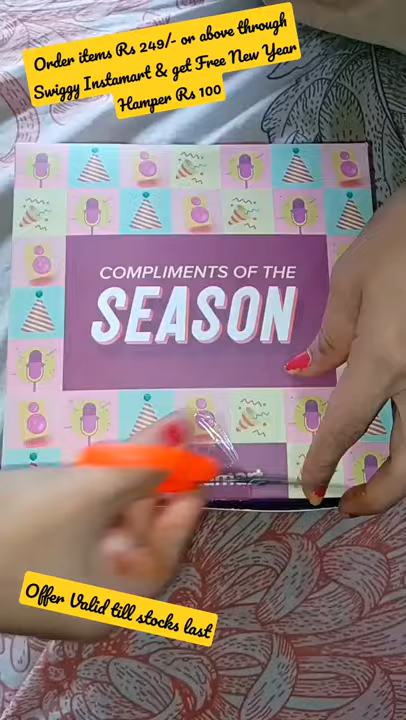 Order items Rs 249/- or above through
Swiggy Instamart & get Free New Year
Hamper Rs 100
COMPLIMENTS OF THE
SEASON
Offer Valid till stocks last